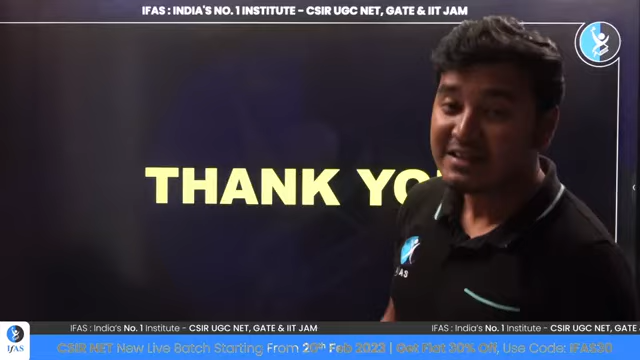 IFAS : INDIA'S NO. 1 INSTITUTE - CSIR UGC NET, GATE & IIT JAM
THANK YO
IFAS
IFAS : India's No. 1 Institute - CSIR UGC NET, GATE & IIT JAM IFAS : India's No. 1 Institute - CSIR UGC NET, GATE &
CSIR NET New Live Batch Starting From 20th Feb 2023 | Get Flat 30% Off, Use Code: IFAS30
IFAS